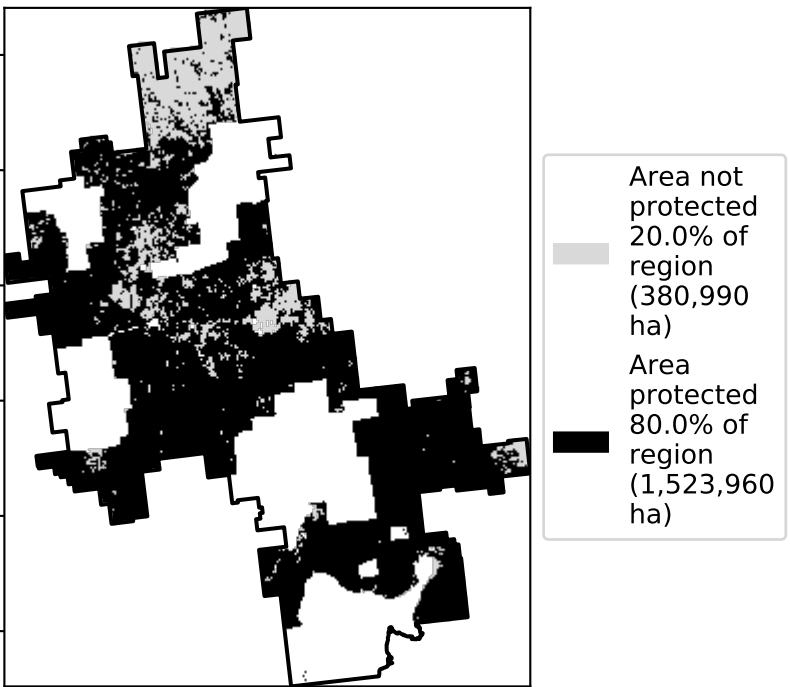 Area not
protected
20.0% of
region
(380,990
ha)
Area
protected
80.0% of
region
(1,523,960
ha)